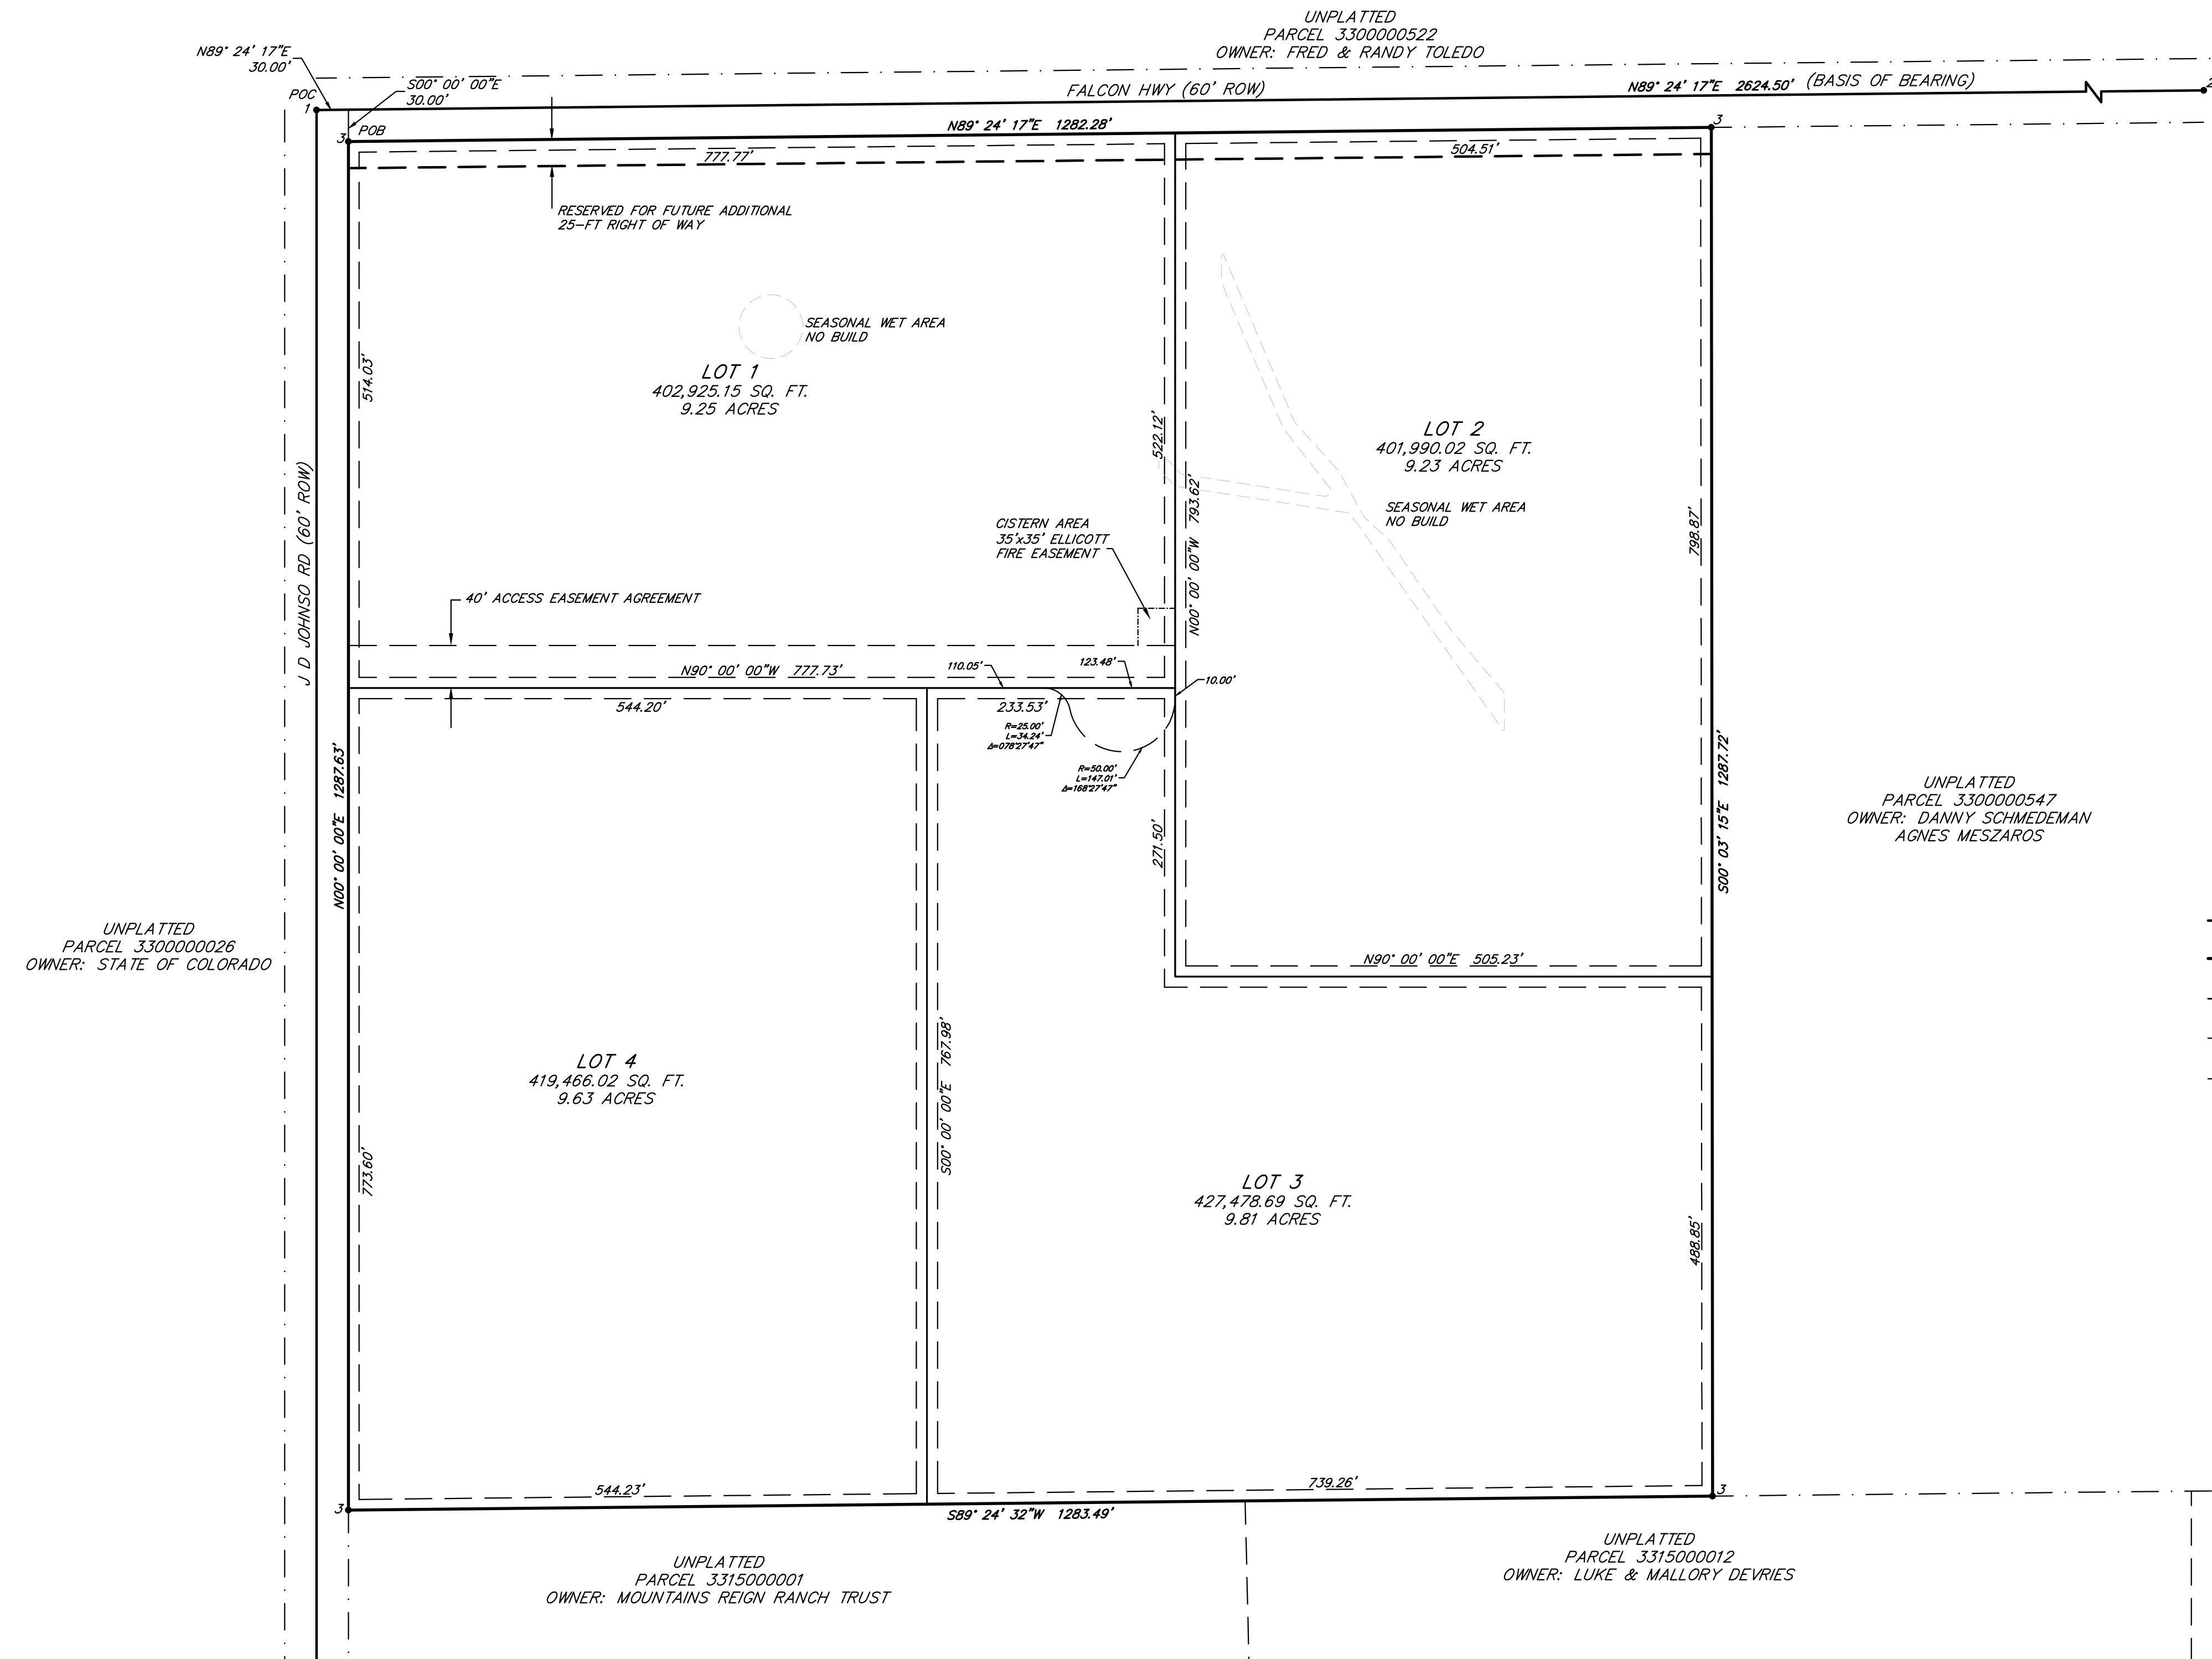 UNPLATTED
PARCEL 3300000522
OWNER: FRED & RANDY TOLEDO
N89° 24' 17"E
30.00'
S00° 00' 00"E
30.00'
POC
1
POB
3
FALCON HWY (60' ROW)
N89° 24' 17"E 2624.50' (BASIS OF BEARING)
2
N89° 24' 17"E 1282.28'
3
777.77'
504.51'
RESERVED FOR FUTURE ADDITIONAL
25-FT RIGHT OF WAY
SEASONAL WET AREA
NO BUILD
LOT 1
402,925.15 SQ. FT.
9.25 ACRES
514.03'
522.12'
LOT 2
401,990.02 SQ. FT.
9.23 ACRES
SEASONAL WET AREA
NO BUILD
N00° 00' 00"W 793.62'
798.87'
CISTERN AREA
35'x35' ELLICOTT
FIRE EASEMENT
J D JOHNSO RD (60' ROW)
40' ACCESS EASEMENT AGREEMENT
N90° 00' 00"W 777.73'
110.05'
123.48'
10.00'
544.20'
233.53'
R=25.00'
L=34.24'
Δ=078°27'47"
R=50.00'
L=147.01'
Δ=168°27'47"
N00° 00' 00"E 1287.63'
271.50'
S00° 03' 15"E 1287.72'
UNPLATTED
PARCEL 3300000547
OWNER: DANNY SCHMEDEMAN
AGNES MESZAROS
UNPLATTED
PARCEL 3300000026
OWNER: STATE OF COLORADO
N90° 00' 00"E 505.23'
LOT 4
419,466.02 SQ. FT.
9.63 ACRES
S00° 00' 00"E 767.98'
773.60'
LOT 3
427,478.69 SQ. FT.
9.81 ACRES
488.85'
544.23'
739.26'
3
S89° 24' 32"W 1283.49'
3
UNPLATTED
PARCEL 3315000001
OWNER: MOUNTAINS REIGN RANCH TRUST
UNPLATTED
PARCEL 3315000012
OWNER: LUKE & MALLORY DEVRIES